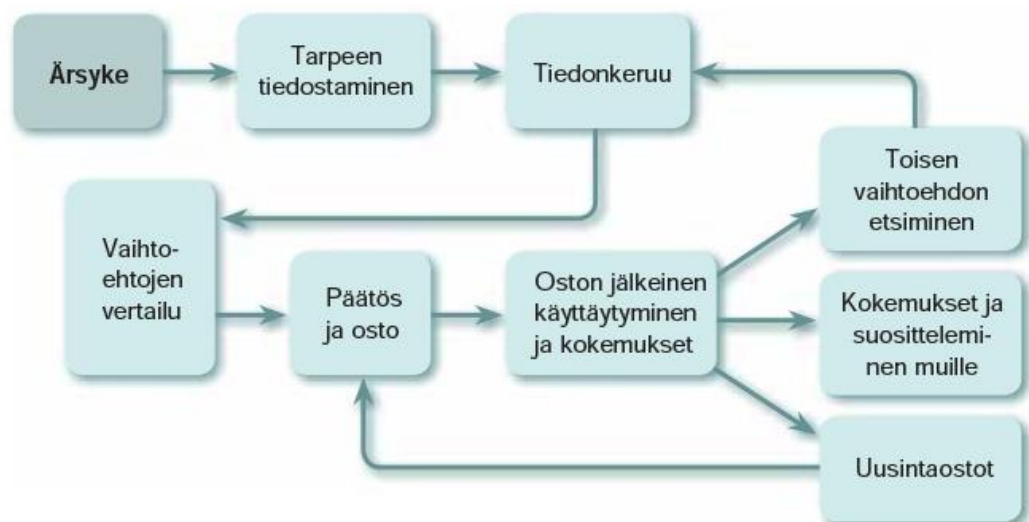 Ärsyke
Tarpeen
tiedostaminen
Tiedonkeruu
Toisen
vaihtoehdon
etsiminen
Vaihto-
ehtojen
vertailu
Päätös
ja osto
Oston jälkeinen
käyttäytyminen
ja kokemukset
Kokemukset ja
suosittelemi-
nen muille
Uusintaostot